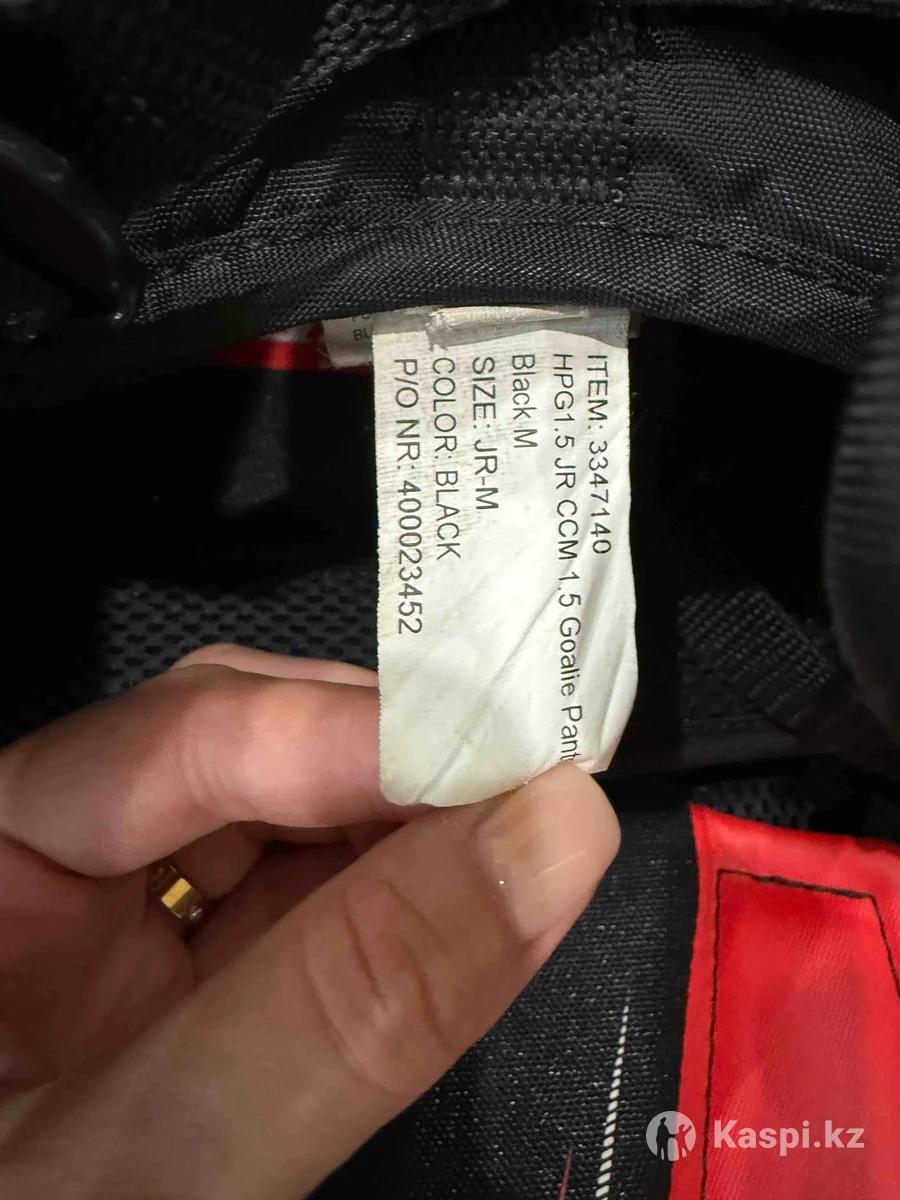 ITEM: 3347140
HPG1.5 JR CCM 1.5 Goalie Pant
Black M
SIZE: JR-M
COLOR: BLACK
P/O NR: 400023452
Kaspi.kz